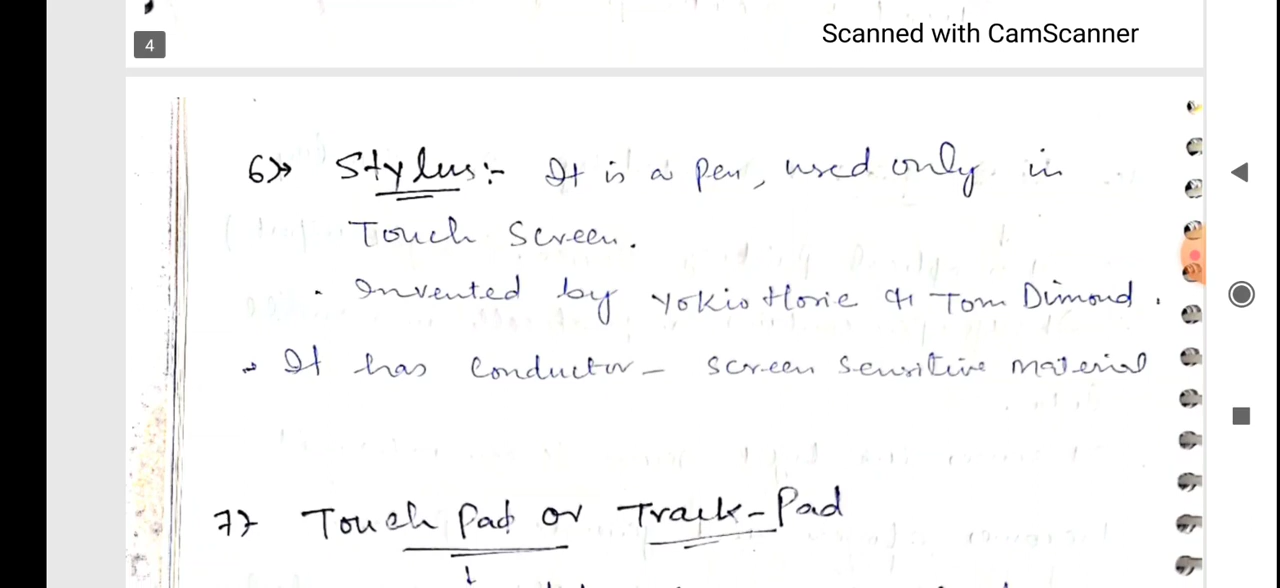 4
Scanned with CamScanner
6>> Stylus:- It is a pen, used only in
Touch Screen.
· Invented by Yokio Horie & Tom Dimond.
· It has conductor - screen sensitive material
7> Touch Pad or Track-Pad